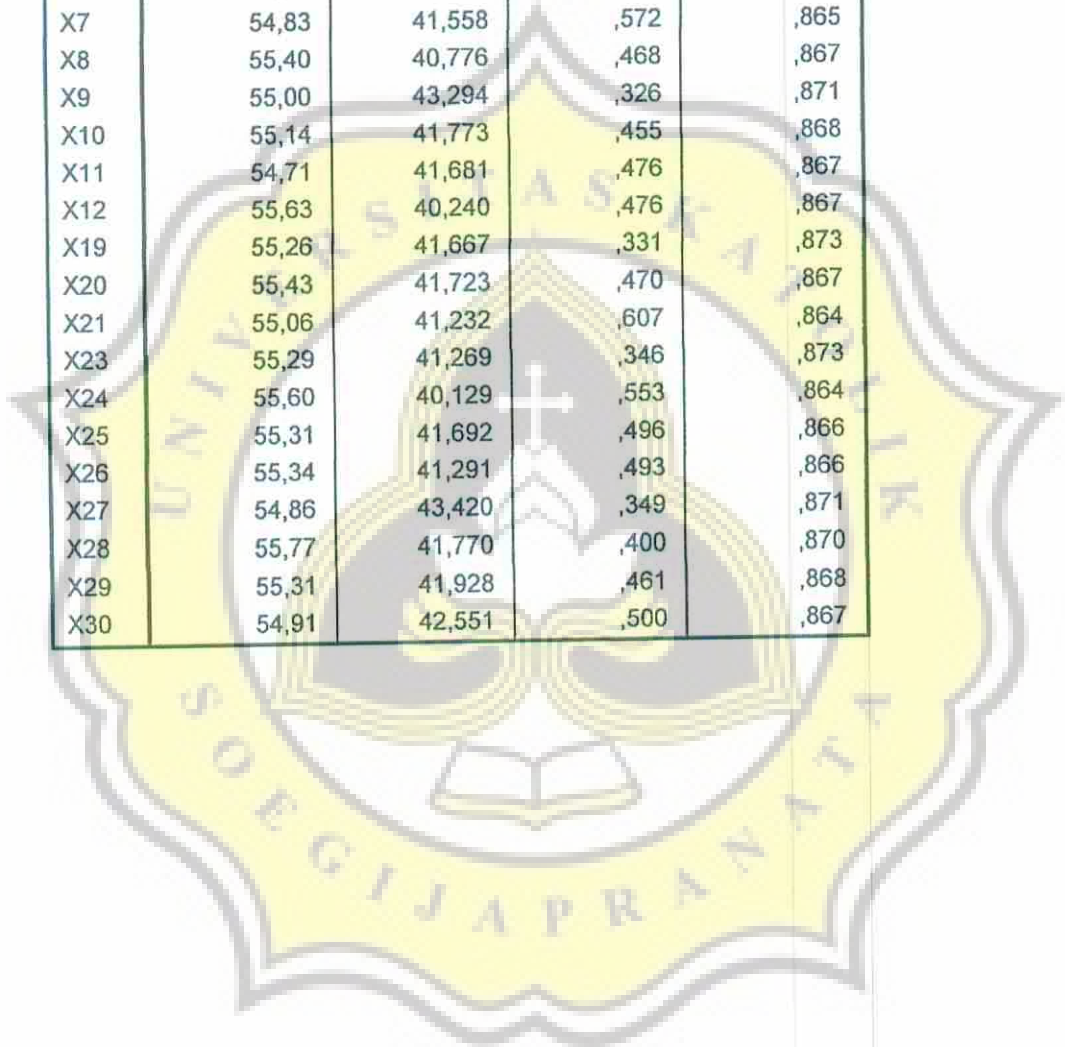 X7 54,83 41,558 ,572 ,865
X8 55,40 40,776 ,468 ,867
X9 55,00 43,294 ,326 ,871
X10 55,14 41,773 ,455 ,868
X11 54,71 41,681 ,476 ,867
X12 55,63 40,240 ,476 ,867
X19 55,26 41,667 ,331 ,873
X20 55,43 41,723 ,470 ,867
X21 55,06 41,232 ,607 ,864
X23 55,29 41,269 ,346 ,873
X24 55,60 40,129 ,553 ,864
X25 55,31 41,692 ,496 ,866
X26 55,34 41,291 ,493 ,866
X27 54,86 43,420 ,349 ,871
X28 55,77 41,770 ,400 ,870
X29 55,31 41,928 ,461 ,868
X30 54,91 42,551 ,500 ,867
UNIVERSITAS KATOLIK
SOEGIJAPRANATA